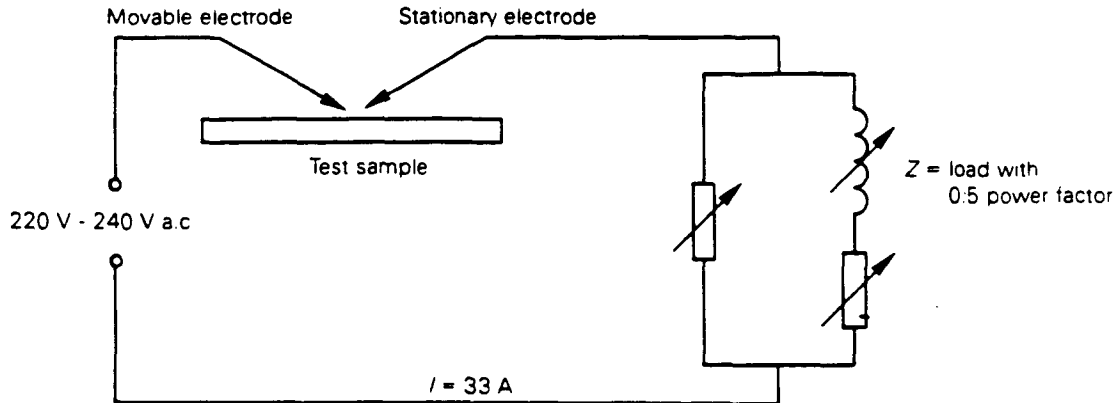 Movable electrode
Stationary electrode
Test sample
220 V - 240 V a.c
Z = load with
0:5 power factor
I = 33 A